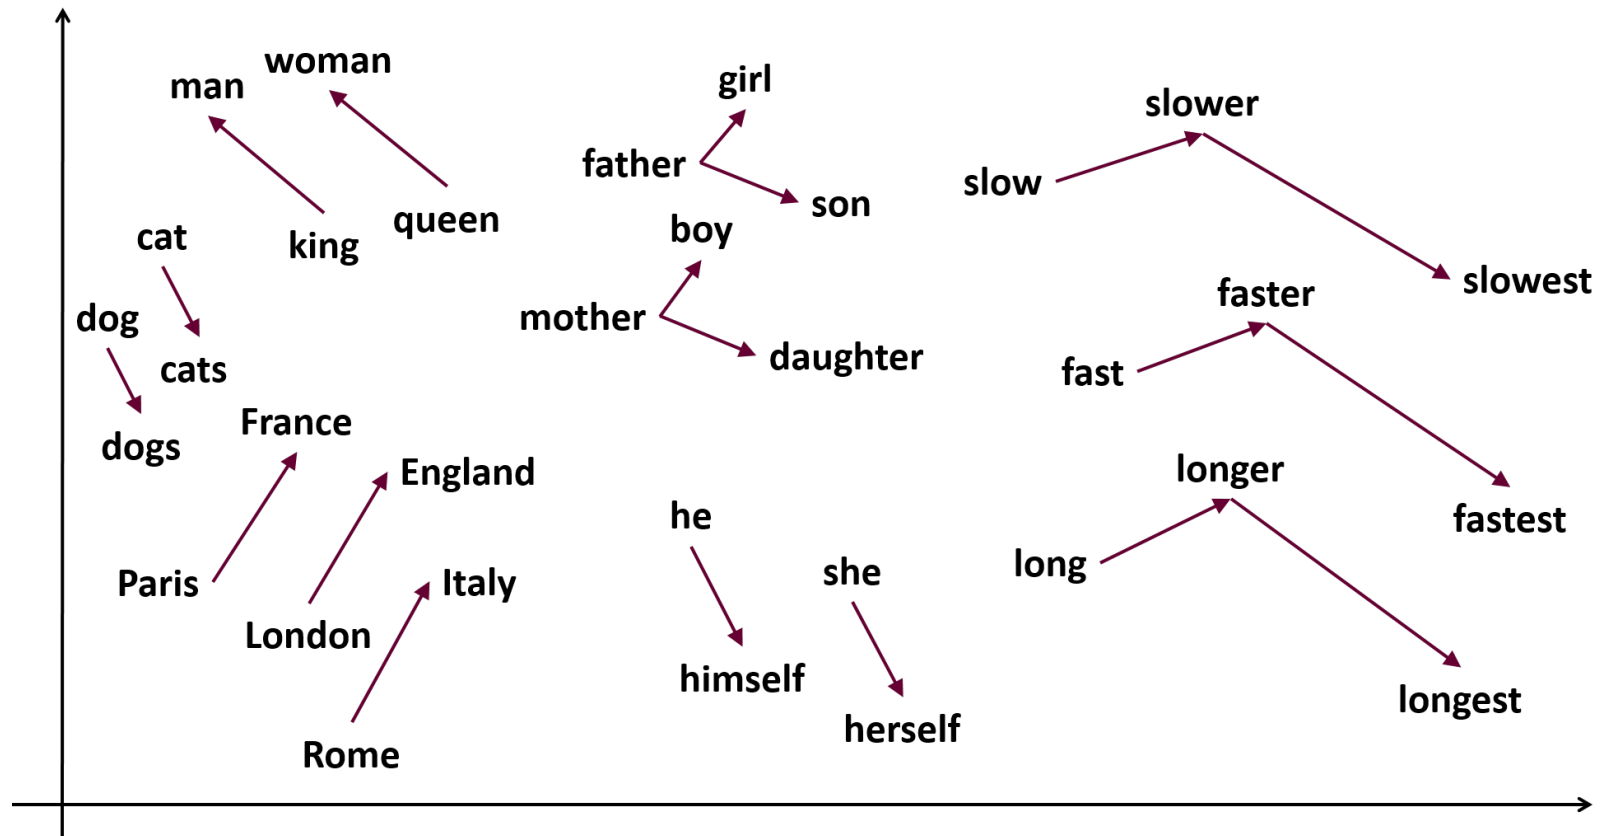 woman
man
king
queen
cat
cats
dog
dogs
France
England
Paris
London
Italy
Rome
girl
father
son
boy
mother
daughter
he
himself
she
herself
slower
slow
slowest
faster
fast
fastest
longer
long
longest